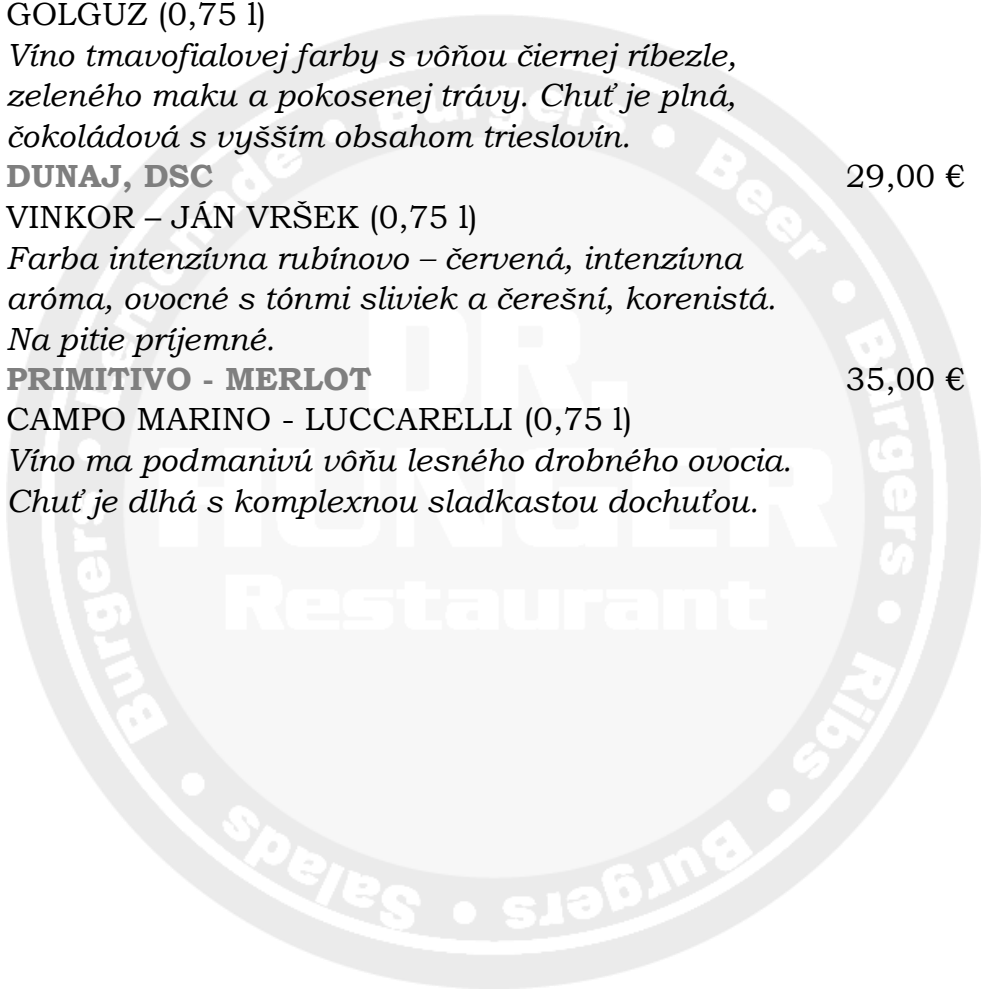 GOLGUZ (0,75 l)
Víno tmavofialovej farby s vôňou čiernej ríbezle,
zeleného maku a pokosenej trávy. Chuť je plná,
čokoládová s vyšším obsahom trieslovín.
DUNAJ, DSC 29,00 €
VINKOR – JÁN VRŠEK (0,75 l)
Farba intenzívna rubínovo – červená, intenzívna
aróma, ovocné s tónmi sliviek a čerešní, korenistá.
Na pitie príjemné.
PRIMITIVO - MERLOT 35,00 €
CAMPO MARINO - LUCCARELLI (0,75 l)
Víno ma podmanivú vôňu lesného drobného ovocia.
Chuť je dlhá s komplexnou sladkastou dochuťou.
DR.
HUNGER
Restaurant
Burgers • Lemonade • Burgers • Beer • Burgers • Ribs • Burgers • Salads •